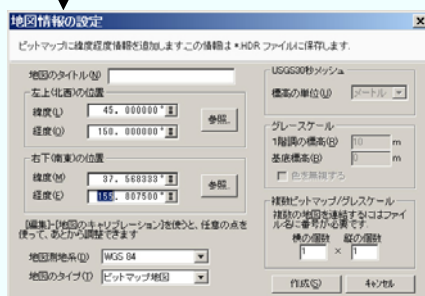 地図情報の設定
ビットマップに緯度経度情報を追加します.この情報は *.HDR ファイルに保存します.
地図のタイトル(N)
左上(北西)の位置
緯度(L) 45. 000000°
経度(O) 150. 000000°
参照..
右下(南東)の位置
緯度(M) 37. 568333°
経度(E) 155. 807500°
参照..
[編集]-[地図のキャリブレーション]を使うと、任意の点を
使って、あとから調整できます
地図測地系(D) WGS 84
地図のタイプ(T) ビットマップ地図
USGS30秒メッシュ
標高の単位(U) メートル
グレースケール
1階調の標高(H) 10 m
基底標高(B) 0 m
色を無視する
複数ビットマップ/グレスケール
複数の地図を連結するにはファイ
ル名に番号が必要です.
横の個数 縦の個数
1 × 1
作成(S) キャンセル